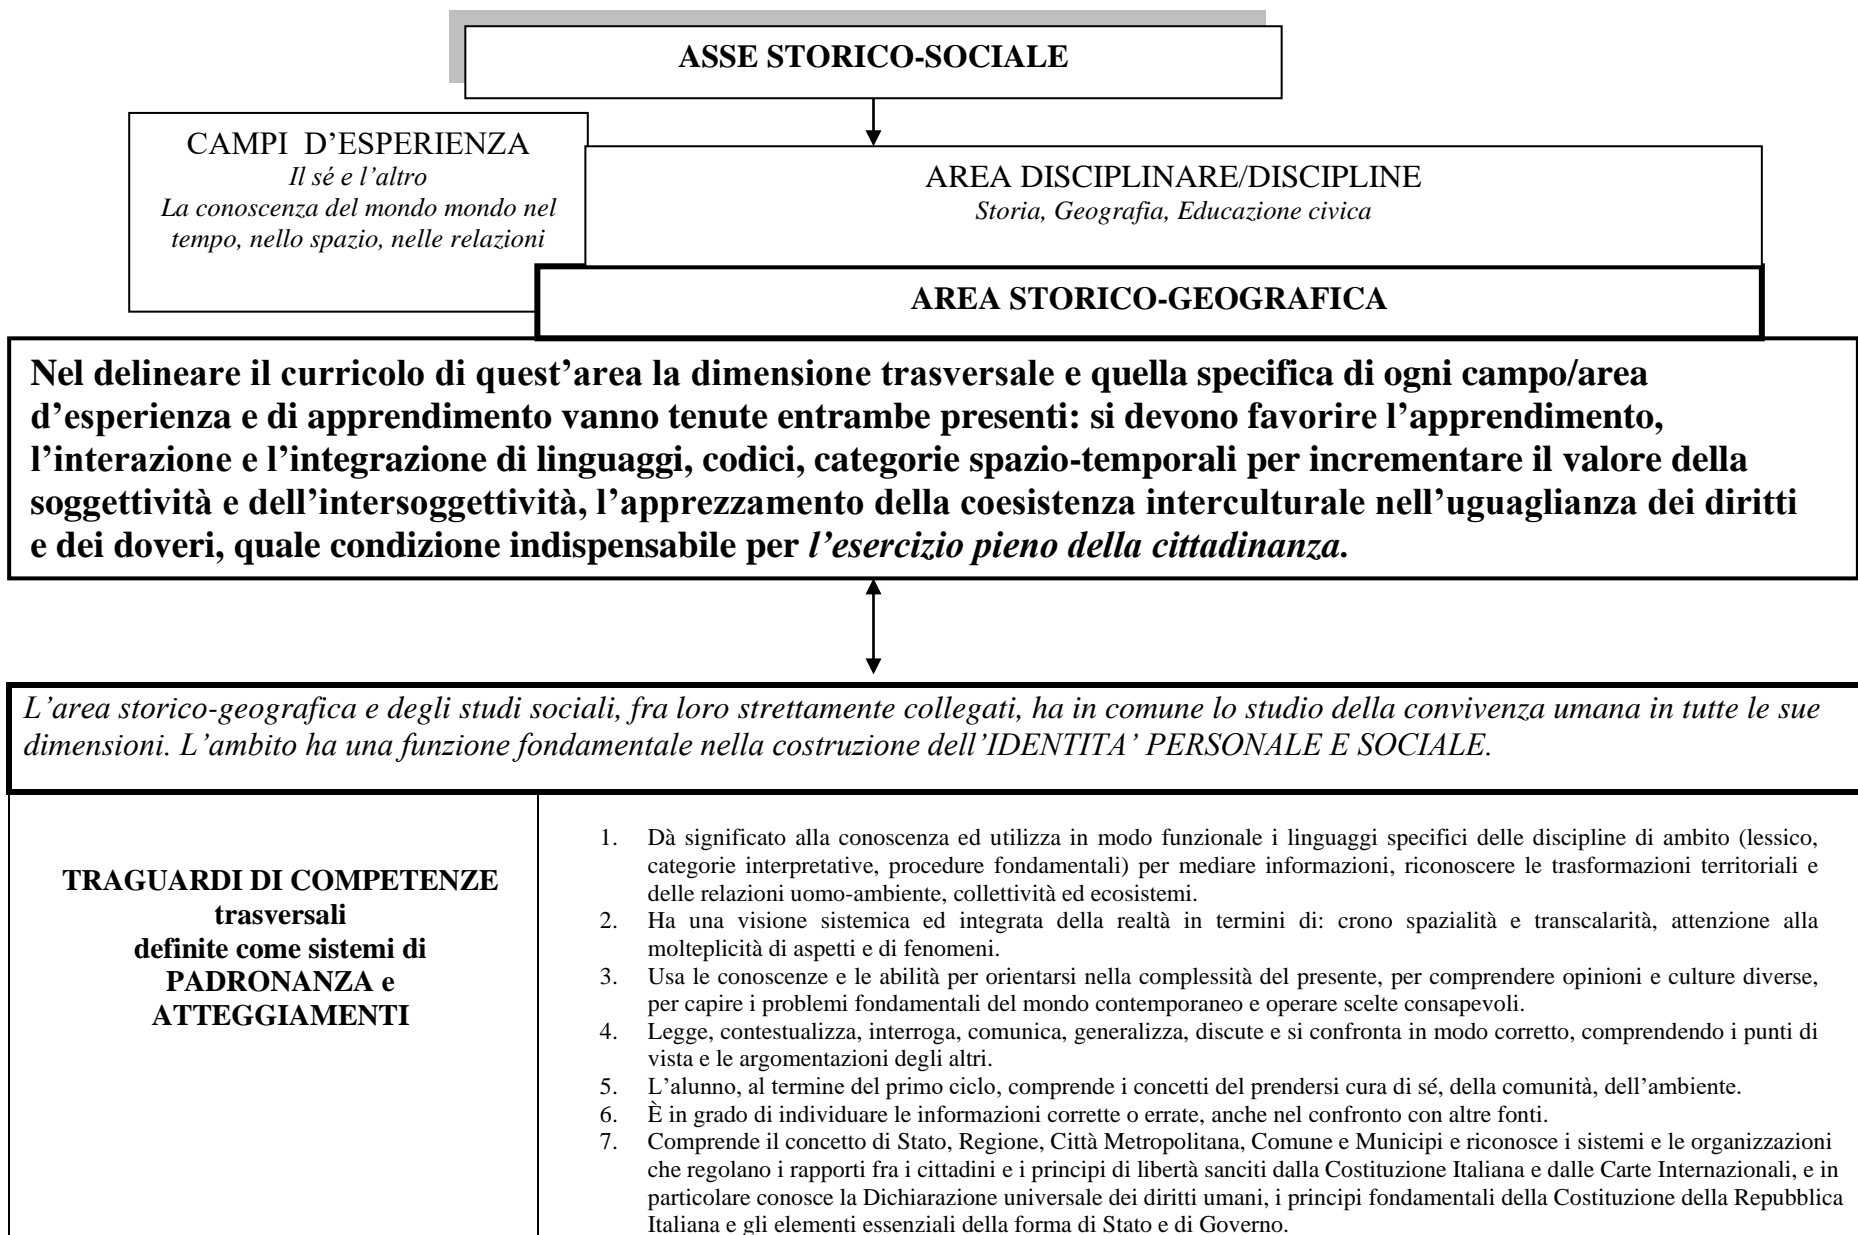 ASSE STORICO-SOCIALE
CAMPI D’ESPERIENZA
Il sé e l’altro
La conoscenza del mondo mondo nel
tempo, nello spazio, nelle relazioni
AREA DISCIPLINARE/DISCIPLINE
Storia, Geografia, Educazione civica
AREA STORICO-GEOGRAFICA
Nel delineare il curricolo di quest’area la dimensione trasversale e quella specifica di ogni campo/area
d’esperienza e di apprendimento vanno tenute entrambe presenti: si devono favorire l’apprendimento,
l’interazione e l’integrazione di linguaggi, codici, categorie spazio-temporali per incrementare il valore della
soggettività e dell’intersoggettività, l’apprezzamento della coesistenza interculturale nell’uguaglianza dei diritti
e dei doveri, quale condizione indispensabile per l’esercizio pieno della cittadinanza.
L’area storico-geografica e degli studi sociali, fra loro strettamente collegati, ha in comune lo studio della convivenza umana in tutte le sue
dimensioni. L’ambito ha una funzione fondamentale nella costruzione dell’IDENTITA’ PERSONALE E SOCIALE.
TRAGUARDI DI COMPETENZE
trasversali
definite come sistemi di
PADRONANZA e
ATTEGGIAMENTI
1. Dà significato alla conoscenza ed utilizza in modo funzionale i linguaggi specifici delle discipline di ambito (lessico,
categorie interpretative, procedure fondamentali) per mediare informazioni, riconoscere le trasformazioni territoriali e
delle relazioni uomo-ambiente, collettività ed ecosistemi.
2. Ha una visione sistemica ed integrata della realtà in termini di: crono spazialità e transcalarità, attenzione alla
molteplicità di aspetti e di fenomeni.
3. Usa le conoscenze e le abilità per orientarsi nella complessità del presente, per comprendere opinioni e culture diverse,
per capire i problemi fondamentali del mondo contemporaneo e operare scelte consapevoli.
4. Legge, contestualizza, interroga, comunica, generalizza, discute e si confronta in modo corretto, comprendendo i punti di
vista e le argomentazioni degli altri.
5. L’alunno, al termine del primo ciclo, comprende i concetti del prendersi cura di sé, della comunità, dell’ambiente.
6. È in grado di individuare le informazioni corrette o errate, anche nel confronto con altre fonti.
7. Comprende il concetto di Stato, Regione, Città Metropolitana, Comune e Municipi e riconosce i sistemi e le organizzazioni
che regolano i rapporti fra i cittadini e i principi di libertà sanciti dalla Costituzione Italiana e dalle Carte Internazionali, e in
particolare conosce la Dichiarazione universale dei diritti umani, i principi fondamentali della Costituzione della Repubblica
Italiana e gli elementi essenziali della forma di Stato e di Governo.